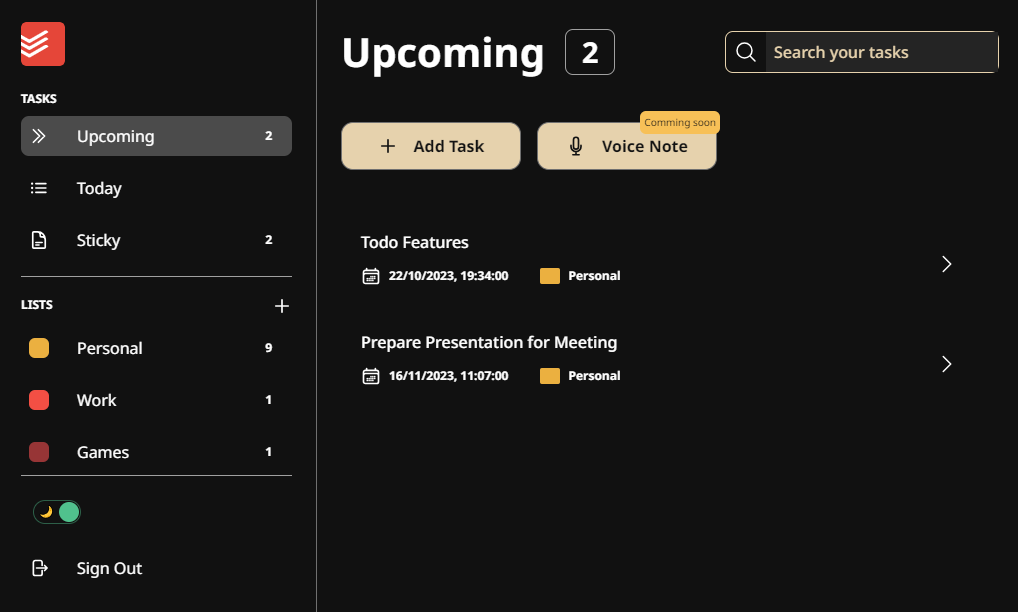 TASKS
Upcoming 2
Today
Sticky 2
LISTS
Personal 9
Work 1
Games 1
Sign Out
Upcoming 2
Search your tasks
Add Task
Comming soon
Voice Note
Todo Features
22/10/2023, 19:34:00 Personal
Prepare Presentation for Meeting
16/11/2023, 11:07:00 Personal